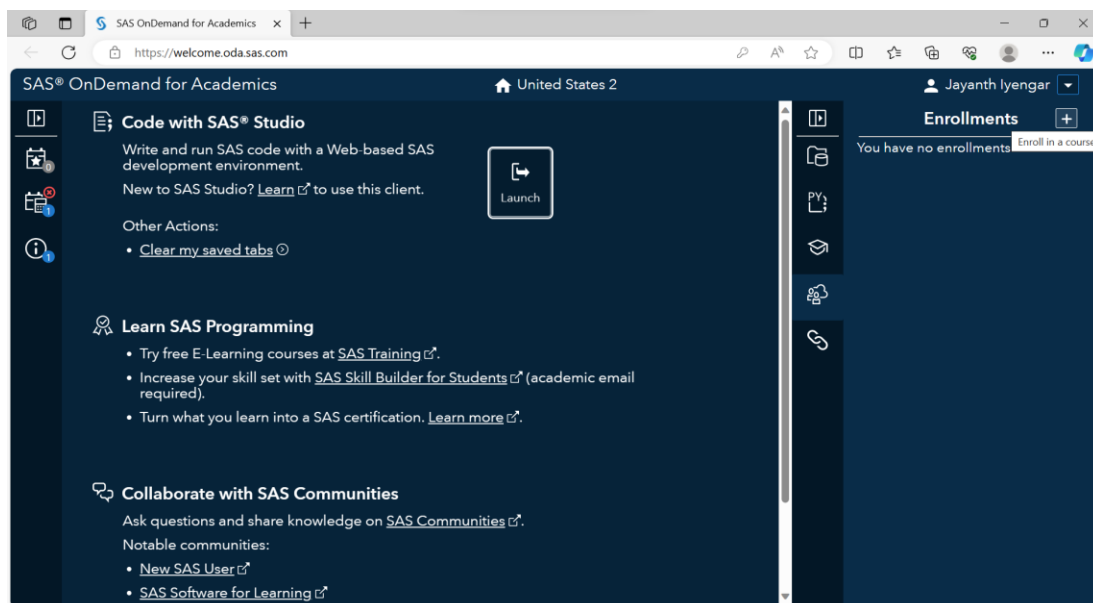 SAS OnDemand for Academics
https://welcome.oda.sas.com
SAS® OnDemand for Academics
United States 2
Jayanth Iyengar
Code with SAS® Studio
Write and run SAS code with a Web-based SAS
development environment.
New to SAS Studio? Learn to use this client.
Launch
Other Actions:
• Clear my saved tabs
Learn SAS Programming
• Try free E-Learning courses at SAS Training.
• Increase your skill set with SAS Skill Builder for Students (academic email
required).
• Turn what you learn into a SAS certification. Learn more.
Collaborate with SAS Communities
Ask questions and share knowledge on SAS Communities.
Notable communities:
• New SAS User
• SAS Software for Learning
0
1
1
PY
Enrollments
Enroll in a course
You have no enrollments